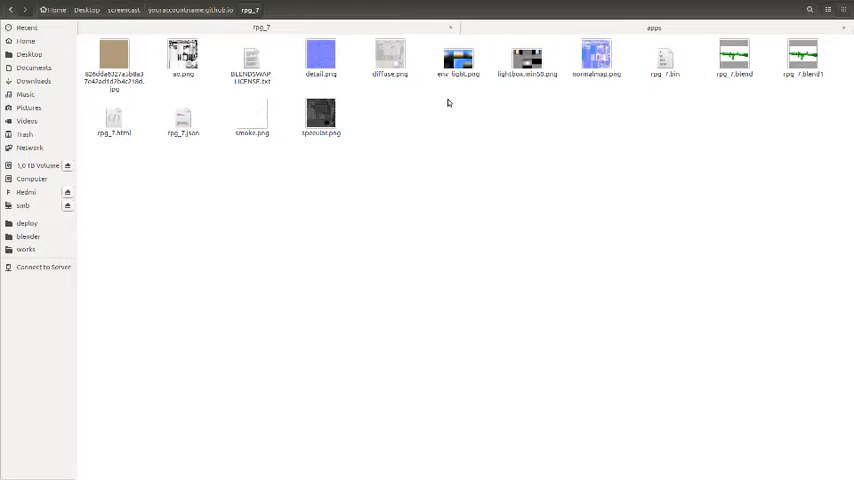 Home Desktop screencast youraccountname.github.io rpg_7
rpg_7 apps
Recent
Home
Desktop
Documents
Downloads
Music
Pictures
Videos
Trash
Network
1,0 TB Volume
Computer
Redmi
smb
deploy
blender
works
Connect to Server
ao.png
BLENDSWAP
LICENSE.txt
detail.png
diffuse.png
env_light.png
lightbox.min50.png
normalmap.png
rpg_7.bin
rpg_7.blend
rpg_7.blend1
jpg
rpg_7.html
rpg_7.json
smoke.png
specular.png